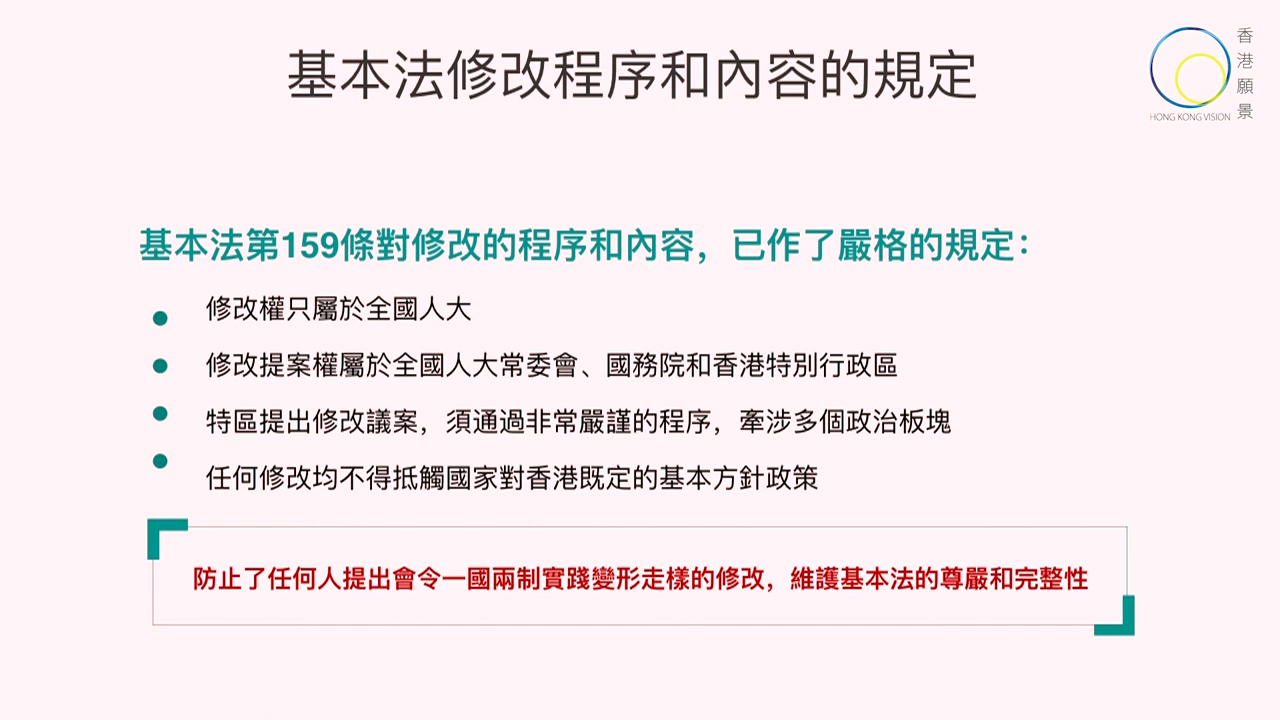 基本法修改程序和內容的規定
香港願景
HONG KONG VISION
基本法第159條對修改的程序和內容，已作了嚴格的規定：
修改權只屬於全國人大
修改提案權屬於全國人大常委會、國務院和香港特別行政區
特區提出修改議案，須通過非常嚴謹的程序，牽涉多個政治板塊
任何修改均不得抵觸國家對香港既定的基本方針政策
防止了任何人提出會令一國兩制實踐變形走樣的修改，維護基本法的尊嚴和完整性